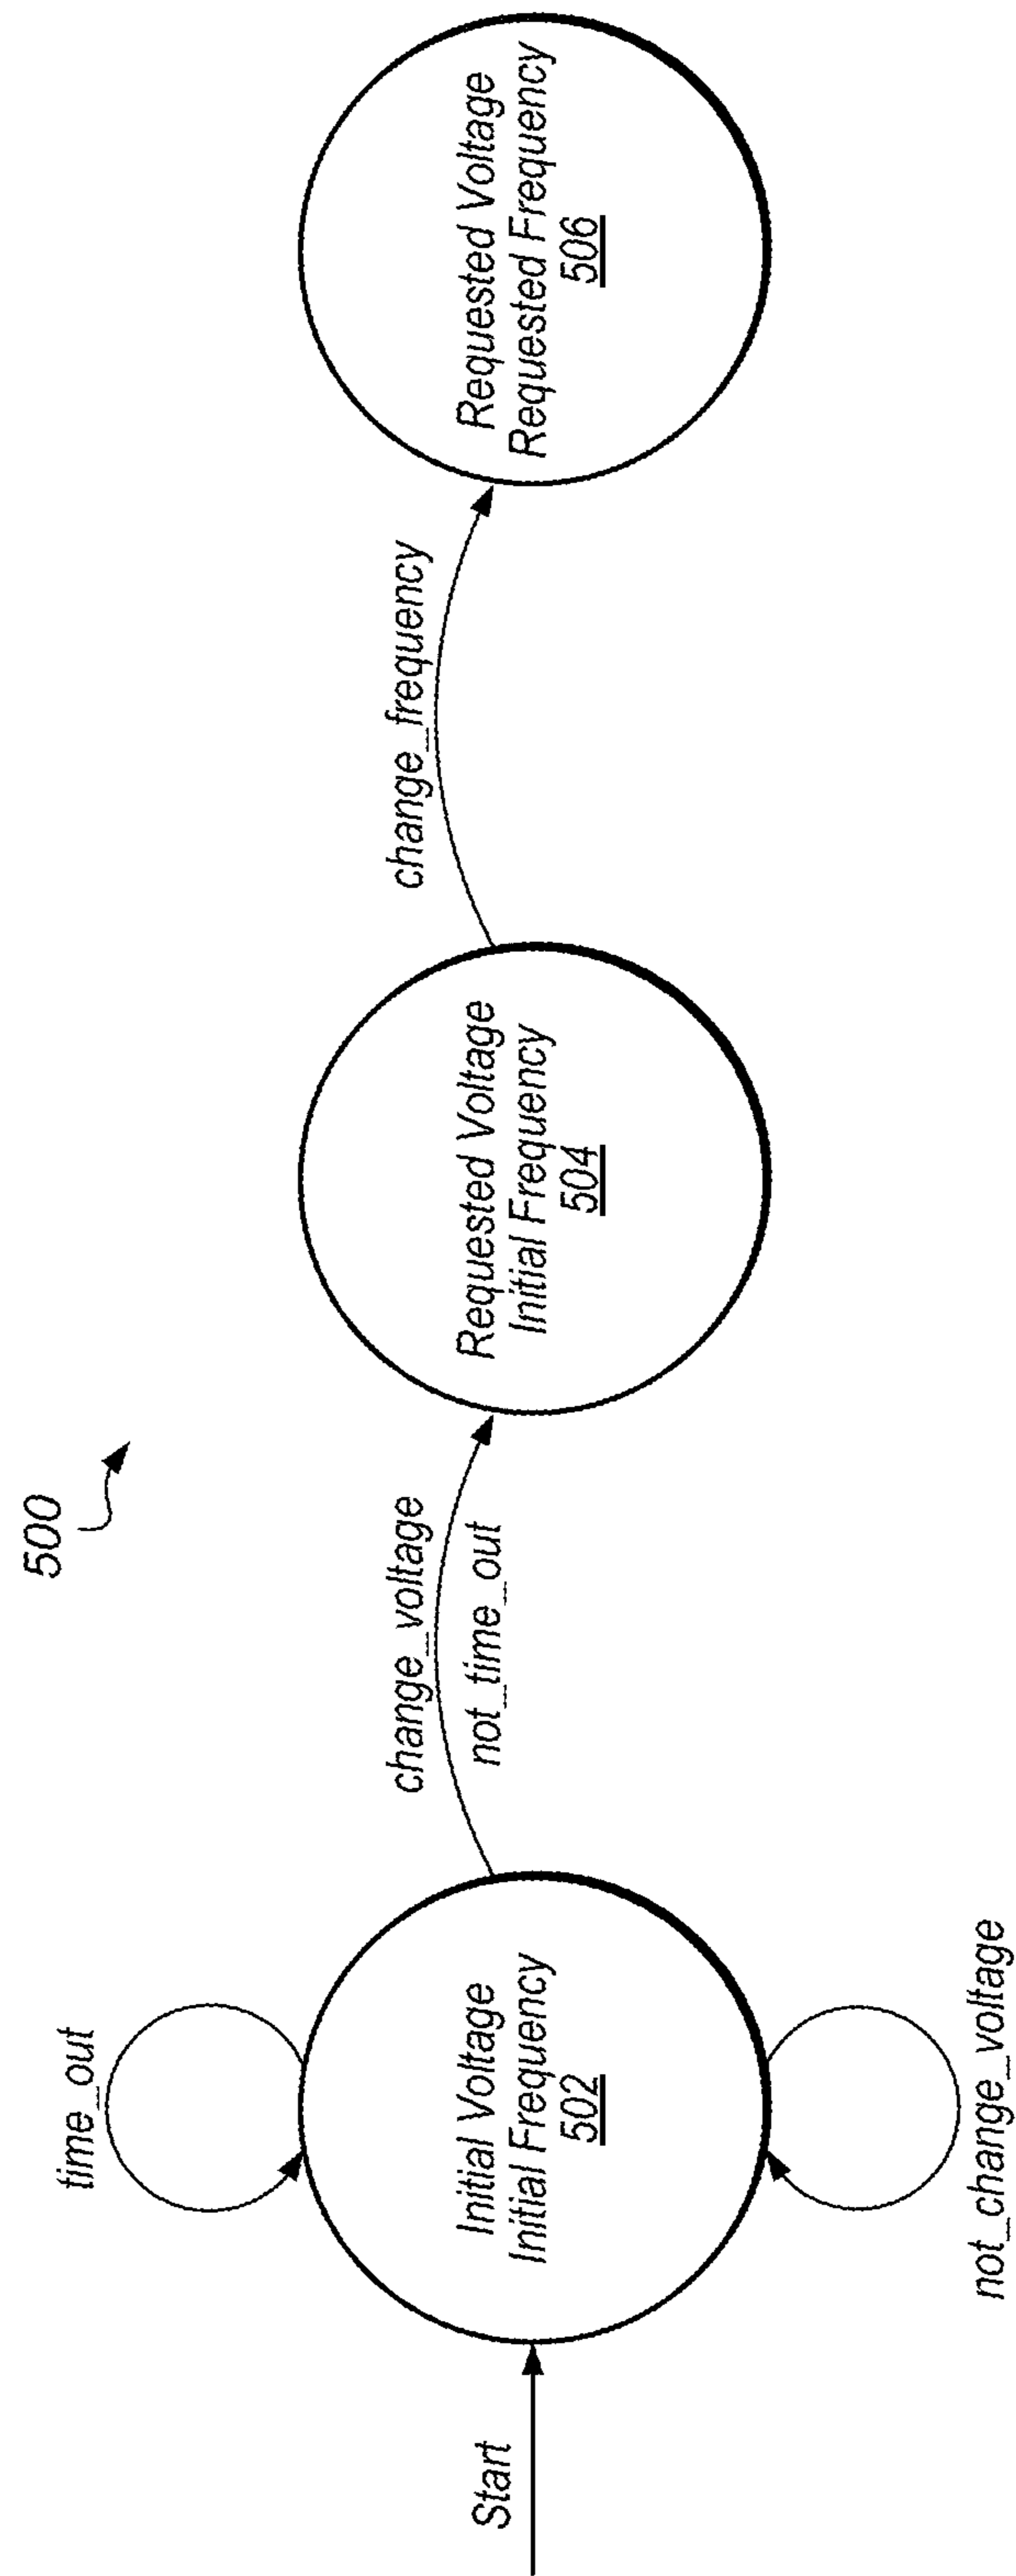 500
Start
time_out
Initial Voltage
Initial Frequency
502
not_change_voltage
change_voltage
not_time_out
Requested Voltage
Initial Frequency
504
change_frequency
Requested Voltage
Requested Frequency
506